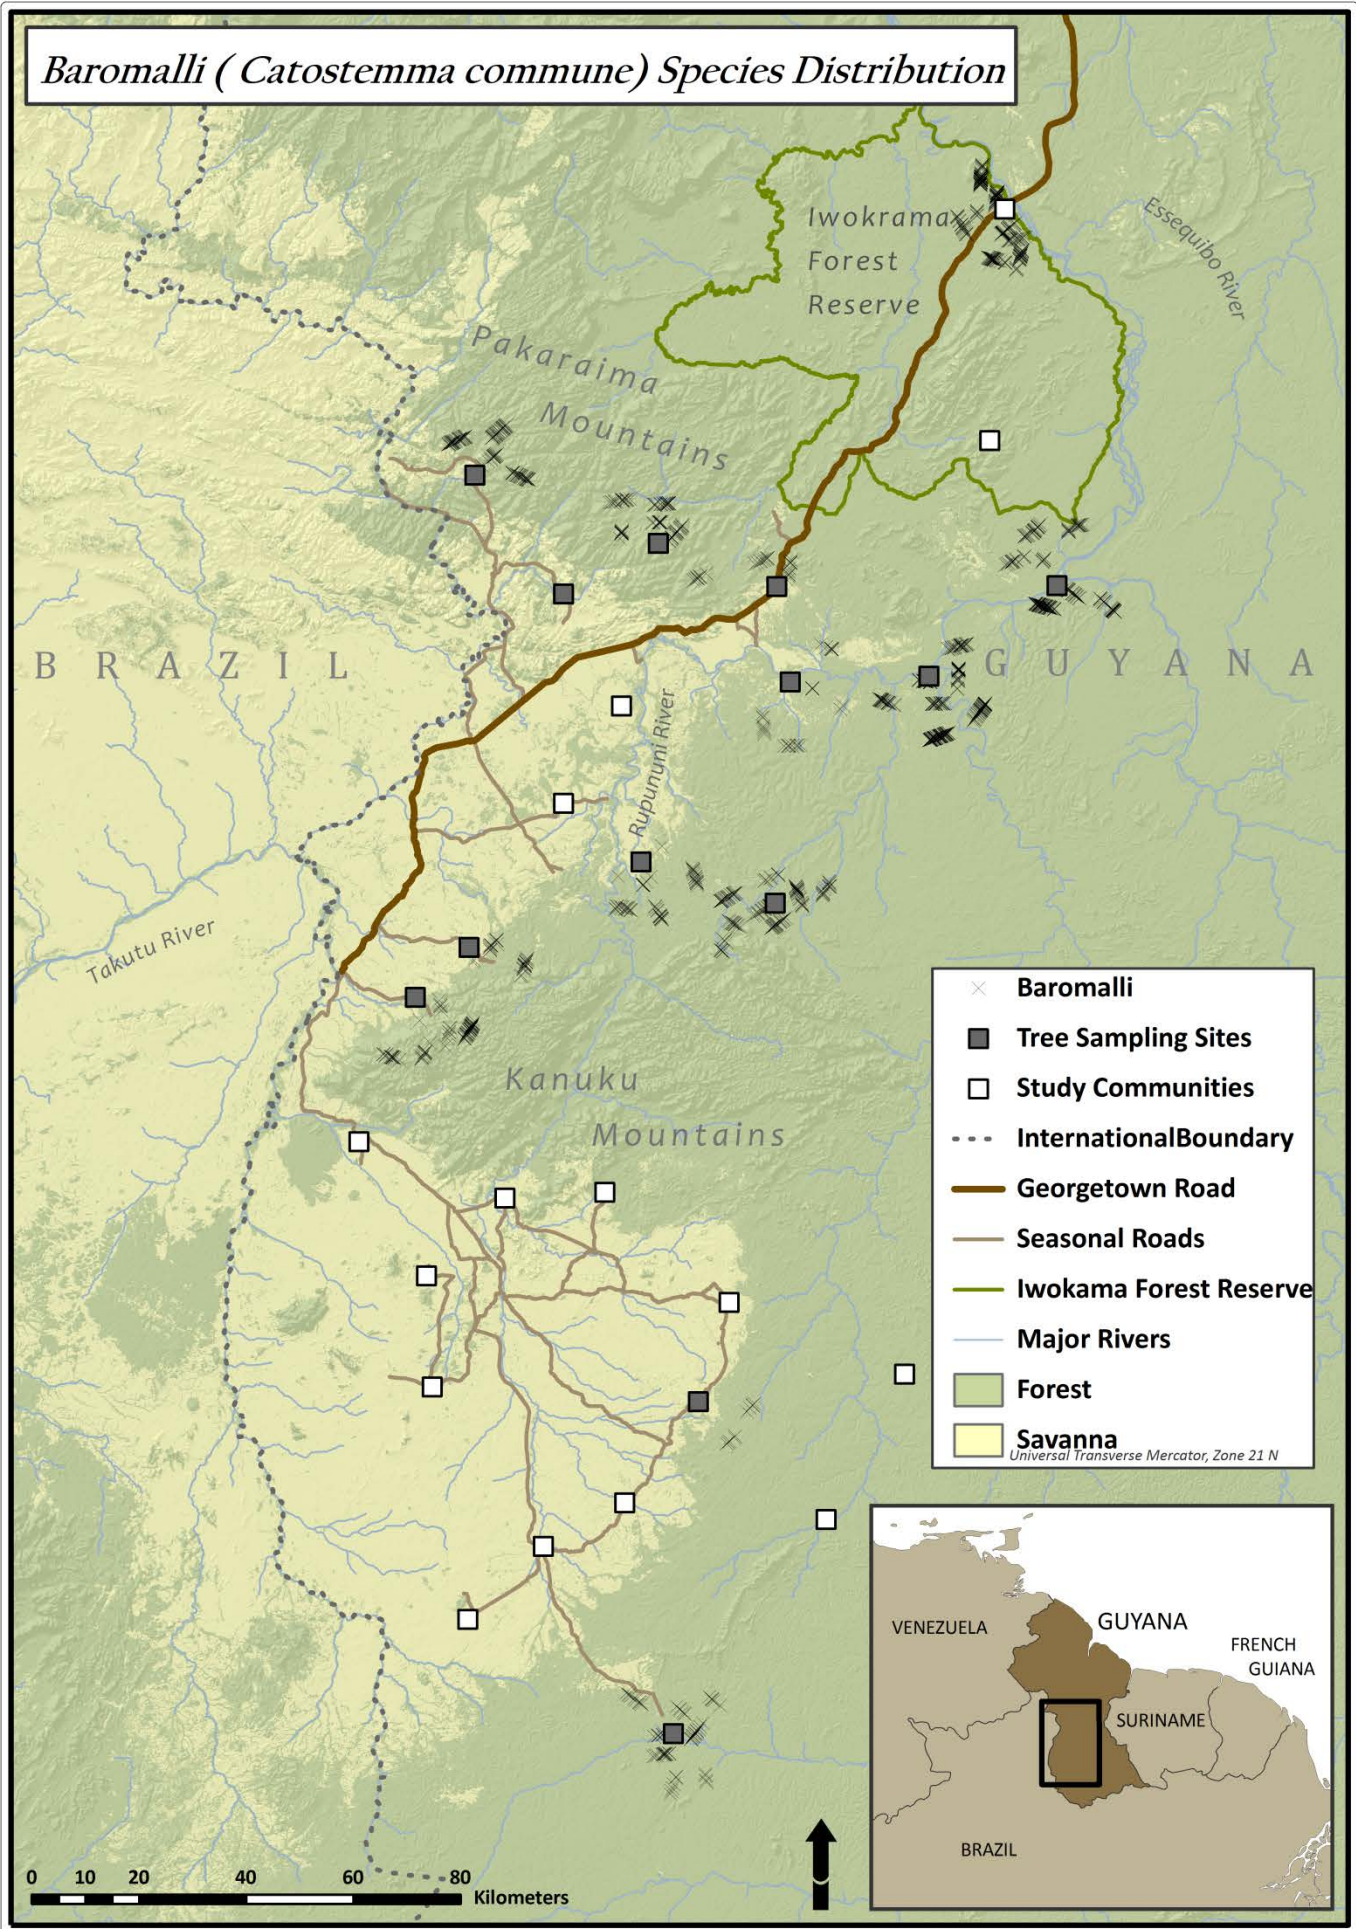 Baromalli ( Catostemma commune) Species Distribution
Iwokrama
Forest
Reserve
Essequibo River
Pakaraima
Mountains
BRAZIL
GUYANA
Rupununi River
Takutu River
Kanuku
Mountains
Baromalli
Tree Sampling Sites
Study Communities
InternationalBoundary
Georgetown Road
Seasonal Roads
Iwokama Forest Reserve
Major Rivers
Forest
Savanna
Universal Transverse Mercator, Zone 21 N
VENEZUELA
GUYANA
FRENCH
GUIANA
SURINAME
BRAZIL
0 10 20 40 60 80
Kilometers